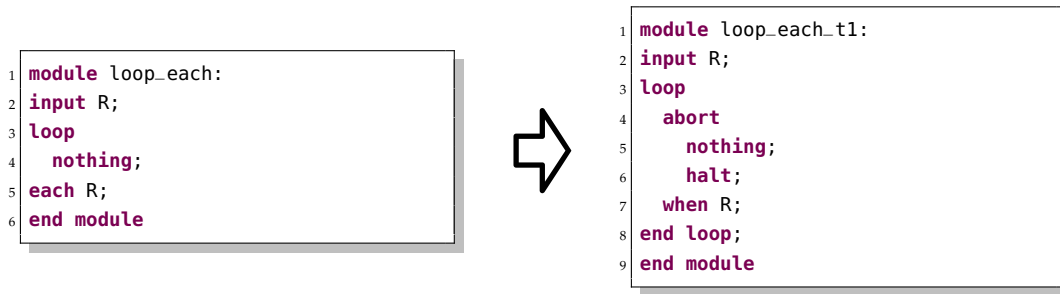 1 module loop_each:
2 input R;
3 loop
4 nothing;
5 each R;
6 end module
1 module loop_each_t1:
2 input R;
3 loop
4 abort
5 nothing;
6 halt;
7 when R;
8 end loop;
9 end module